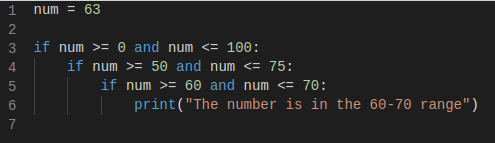 1 num = 63
2
3 if num >= 0 and num <= 100:
4     if num >= 50 and num <= 75:
5         if num >= 60 and num <= 70:
6             print("The number is in the 60-70 range")
7